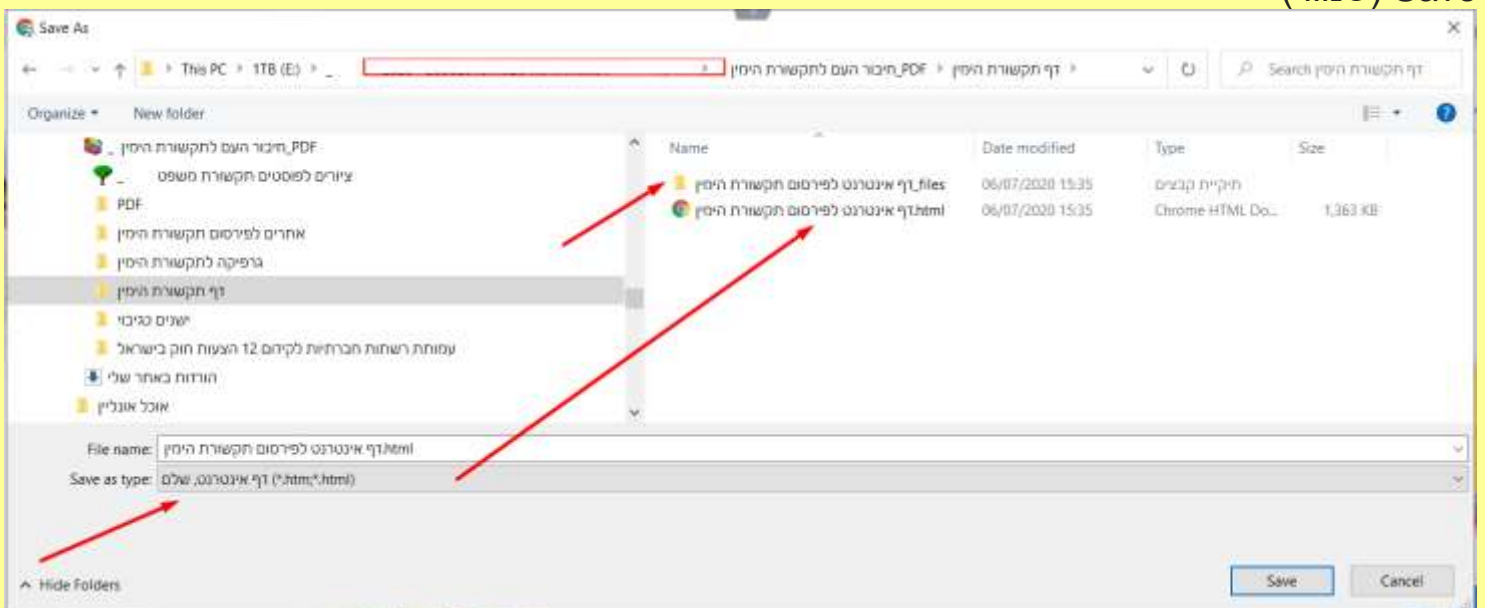 Save
Save As
This PC > 1TB (E:) > _
PDF_חיבור העם לתקשורת הימין > דף תקשורת הימין >
Search דף תקשורת הימין
Organize
New folder
PDF_חיבור העם לתקשורת הימין _
ציורים לפוסטים תקשורת משפט _
PDF
אתרים לפירסום תקשורת הימין
גרפיקה לתקשורת הימין
דף תקשורת הימין
ישנים כגיבוי
עמותת רשתות חברתיות לקידום 12 הצעות חוק בישראל
הורדות באתר שלי
אוכל אונליין
Name Date modified Type Size
דף אינטרנט לפירסום תקשורת הימין_files 06/07/2020 15:35 תיקיית קבצים
דף אינטרנט לפירסום תקשורת הימין.html 06/07/2020 15:35 Chrome HTML Do... 1,363 KB
File name: דף אינטרנט לפירסום תקשורת הימין.html
Save as type: דף אינטרנט, שלם (*.htm;*.html)
Hide Folders
Save Cancel